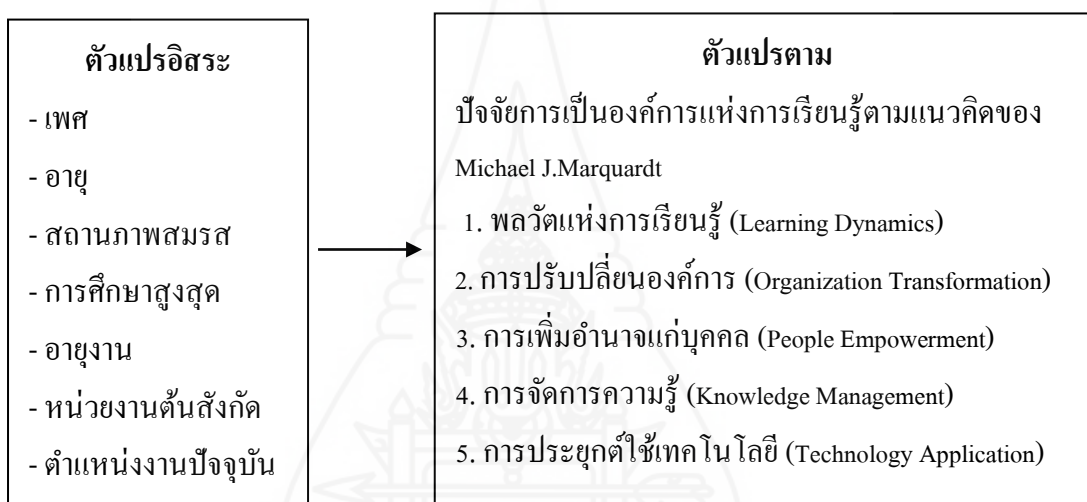 ตัวแปรอิสระ
- เพศ
- อายุ
- สถานภาพสมรส
- การศึกษาสูงสุด
- อายุงาน
- หน่วยงานต้นสังกัด
- ตำแหน่งงานปัจจุบัน
ตัวแปรตาม
ปัจจัยการเป็นองค์การแห่งการเรียนรู้ตามแนวคิดของ
Michael J.Marquardt
1. พลวัตแห่งการเรียนรู้ (Learning Dynamics)
2. การปรับปลี่ยนองค์การ (Organization Transformation)
3. การเพิ่มอำนาจแก่บุคคล (People Empowerment)
4. การจัดการความรู้ (Knowledge Management)
5. การประยุกต์ใช้เทคโนโลยี (Technology Application)